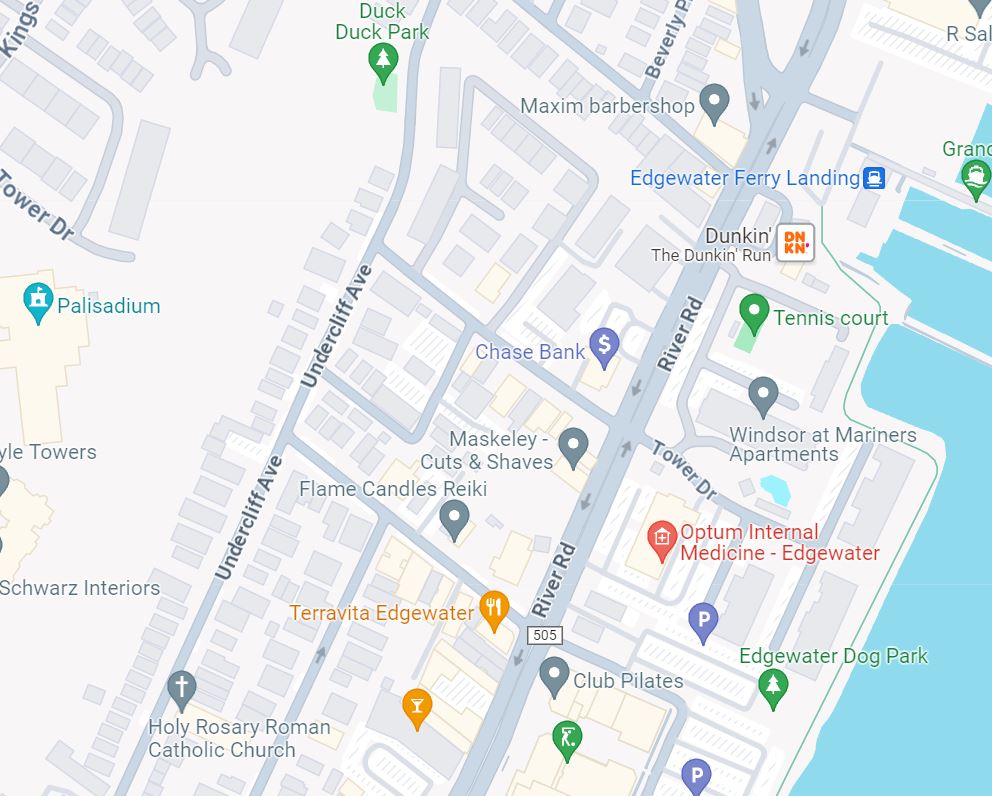 Duck
Duck Park
Kings
Beverly P
R Sal
Maxim barbershop
Edgewater Ferry Landing
Grand
Tower Dr
Dunkin'
DN
KN
The Dunkin' Run
Palisadium
Undercliff Ave
River Rd
Tennis court
Chase Bank
$
Windsor at Mariners
Apartments
Maskeley -
Cuts & Shaves
yle Towers
Tower Dr
Flame Candles Reiki
Undercliff Ave
Optum Internal
Medicine - Edgewater
Schwarz Interiors
River Rd
Terravita Edgewater
505
P
Edgewater Dog Park
Club Pilates
Holy Rosary Roman
Catholic Church
P